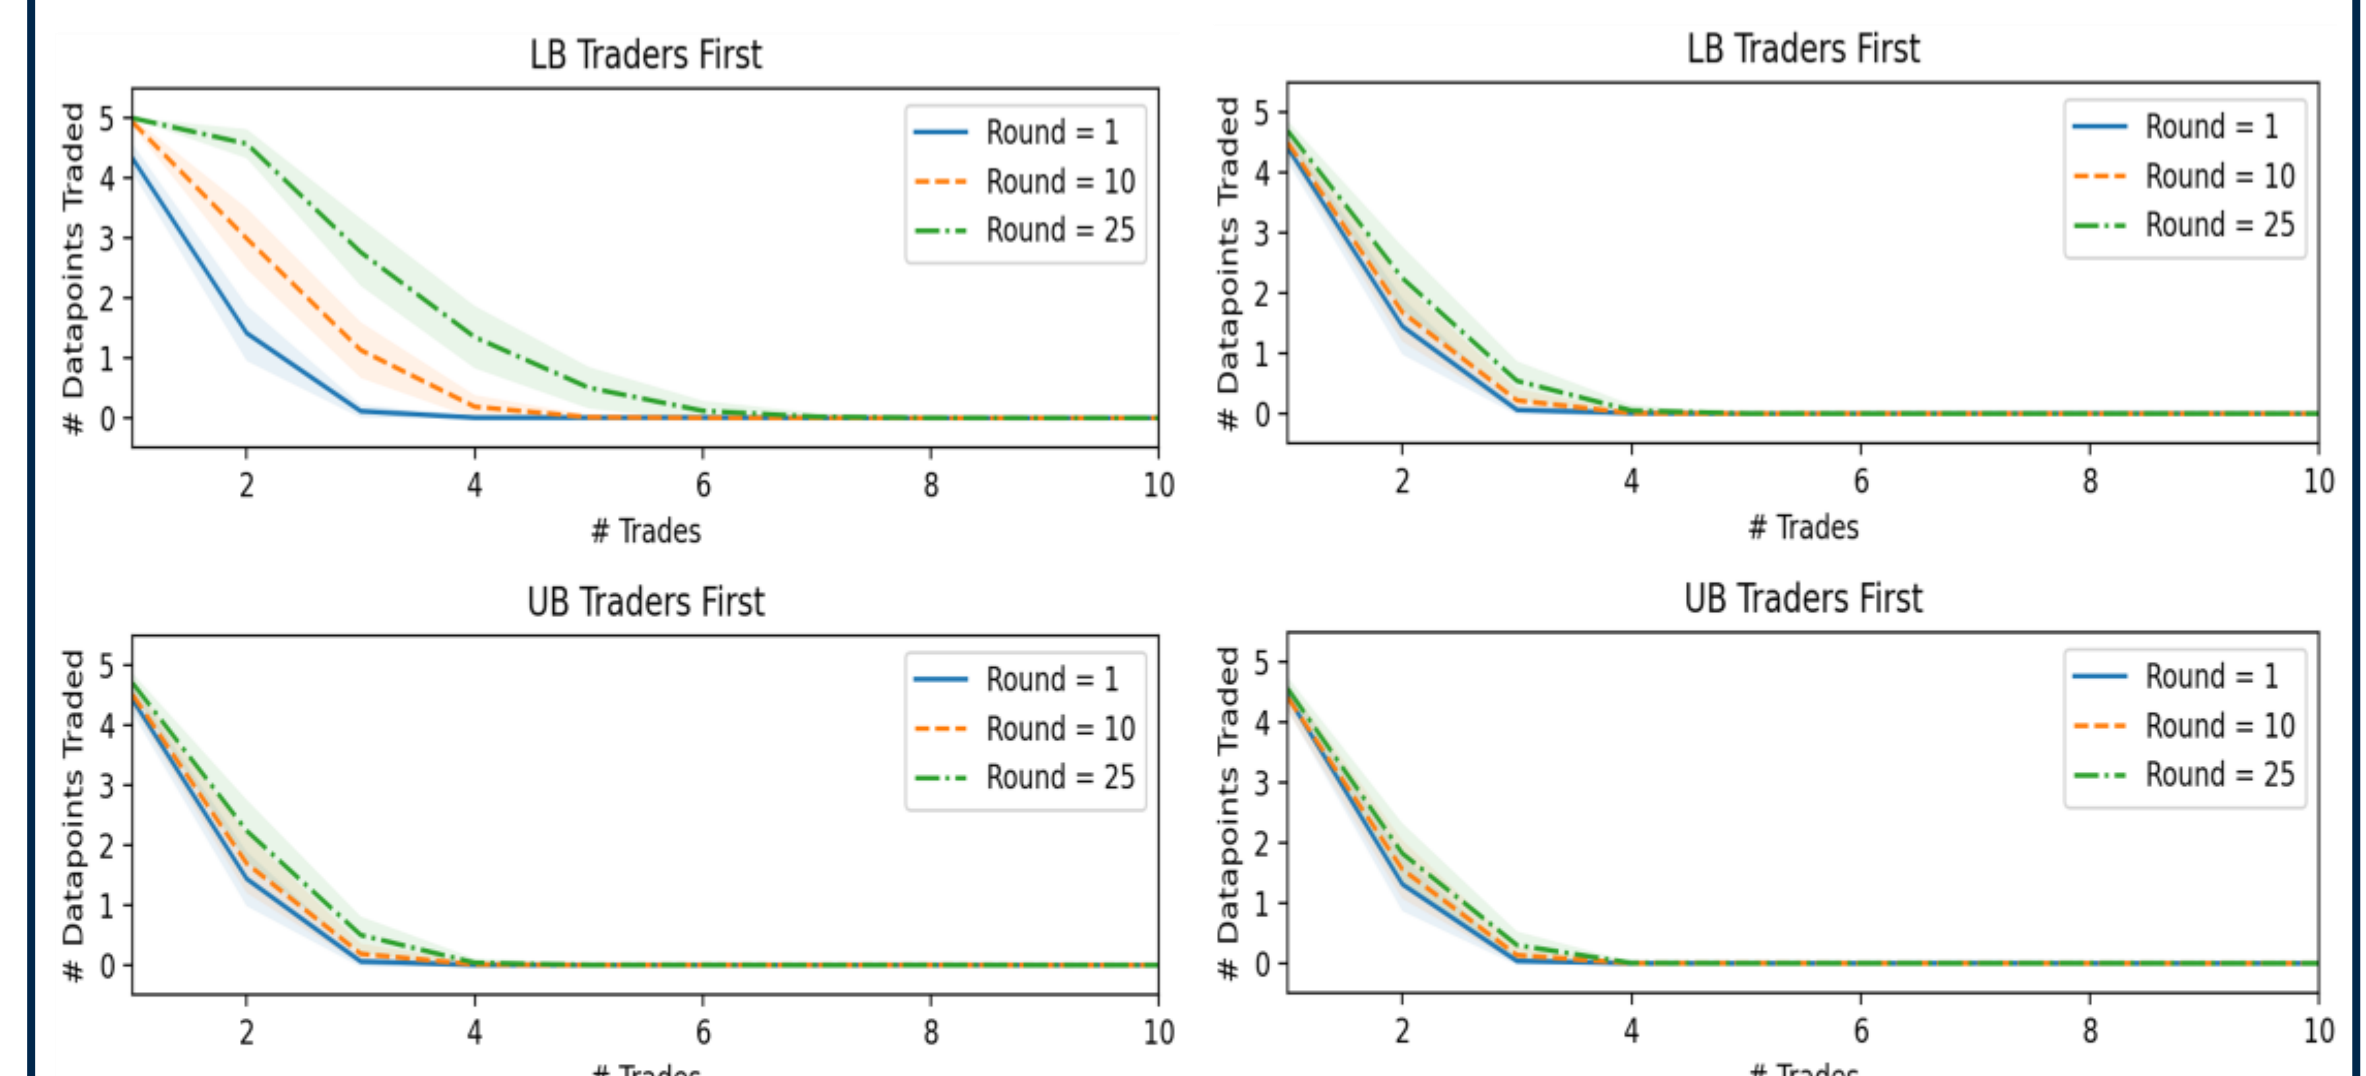 LB Traders First
# Datapoints Traded
5
4
3
2
1
0
Round = 1
Round = 10
Round = 25
2 4 6 8 10
# Trades
LB Traders First
# Datapoints Traded
5
4
3
2
1
0
Round = 1
Round = 10
Round = 25
2 4 6 8 10
# Trades
UB Traders First
# Datapoints Traded
5
4
3
2
1
0
Round = 1
Round = 10
Round = 25
2 4 6 8 10
# Trades
UB Traders First
# Datapoints Traded
5
4
3
2
1
0
Round = 1
Round = 10
Round = 25
2 4 6 8 10
# Trades